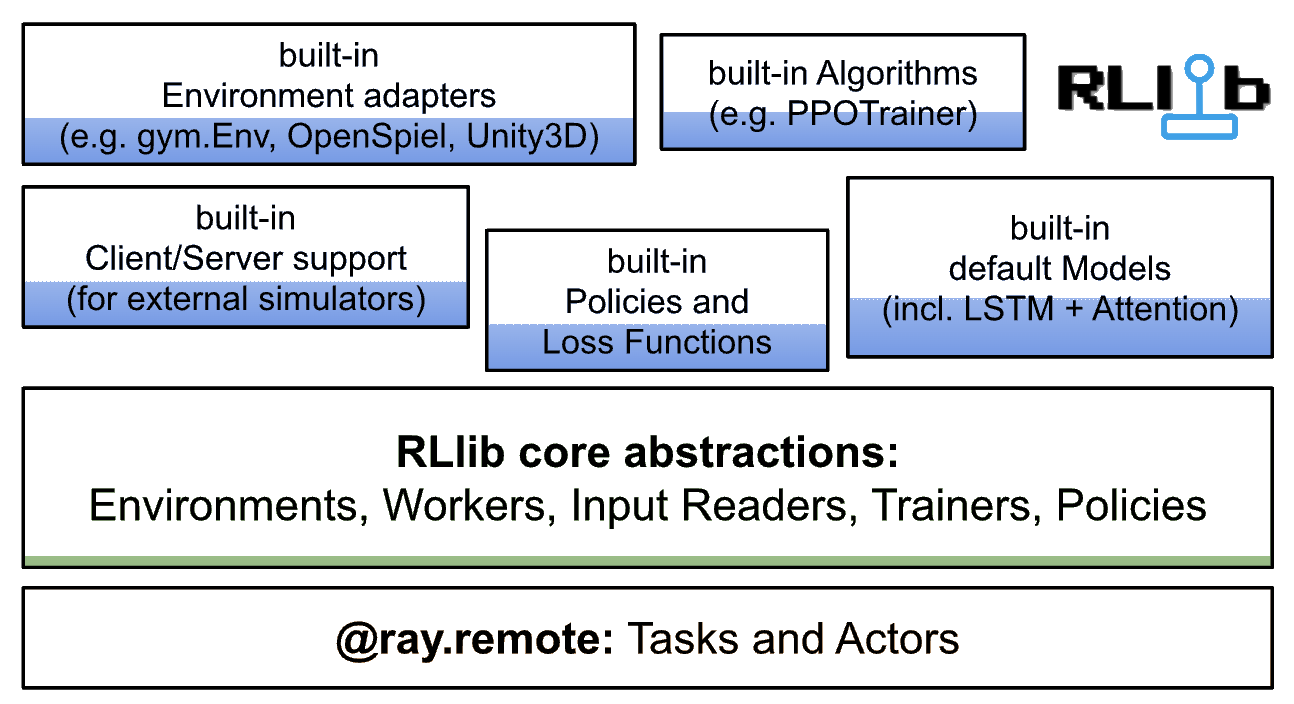 built-in
Environment adapters
(e.g. gym.Env, OpenSpiel, Unity3D)
built-in Algorithms
(e.g. PPOTrainer)
RLlib
built-in
Client/Server support
(for external simulators)
built-in
Policies and
Loss Functions
built-in
default Models
(incl. LSTM + Attention)
RLlib core abstractions:
Environments, Workers, Input Readers, Trainers, Policies
@ray.remote: Tasks and Actors